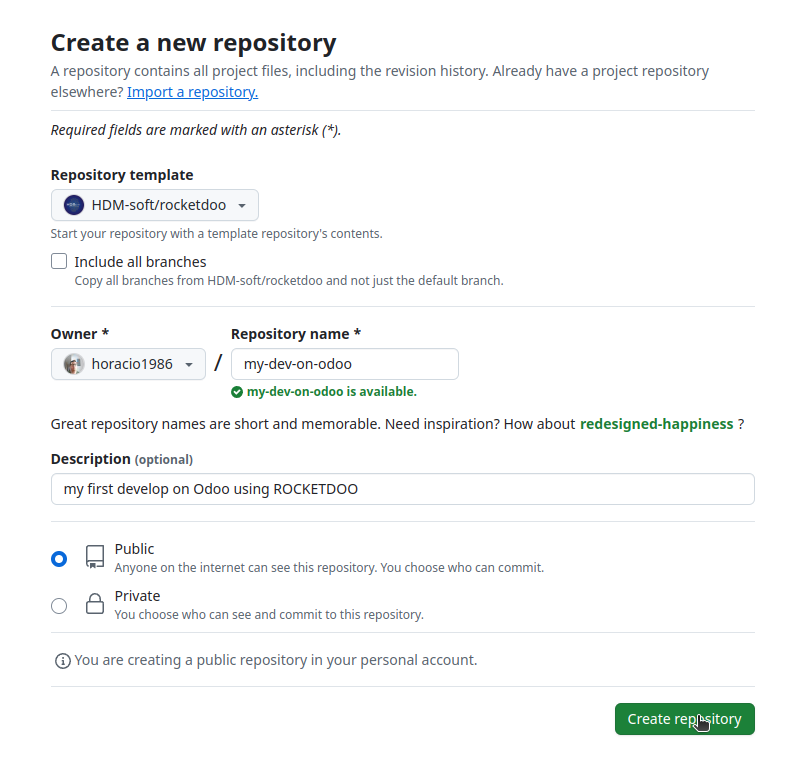 Create a new repository
A repository contains all project files, including the revision history. Already have a project repository
elsewhere? Import a repository.
Required fields are marked with an asterisk (*).
Repository template
HDM-soft/rocketdoo
Start your repository with a template repository's contents.
Include all branches
Copy all branches from HDM-soft/rocketdoo and not just the default branch.
Owner * Repository name *
horacio1986 / my-dev-on-odoo
my-dev-on-odoo is available.
Great repository names are short and memorable. Need inspiration? How about redesigned-happiness ?
Description (optional)
my first develop on Odoo using ROCKETDOO
Public
Anyone on the internet can see this repository. You choose who can commit.
Private
You choose who can see and commit to this repository.
You are creating a public repository in your personal account.
Create repository